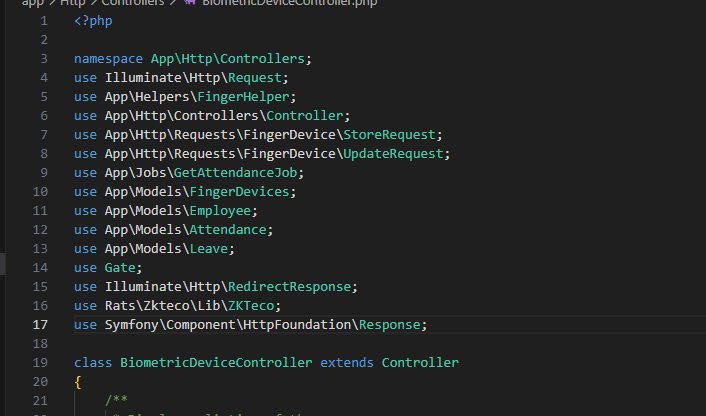 app > Http > Controllers > BiometricDeviceController.php
1 <?php
2
3 namespace App\Http\Controllers;
4 use Illuminate\Http\Request;
5 use App\Helpers\FingerHelper;
6 use App\Http\Controllers\Controller;
7 use App\Http\Requests\FingerDevice\StoreRequest;
8 use App\Http\Requests\FingerDevice\UpdateRequest;
9 use App\Jobs\GetAttendanceJob;
10 use App\Models\FingerDevices;
11 use App\Models\Employee;
12 use App\Models\Attendance;
13 use App\Models\Leave;
14 use Gate;
15 use Illuminate\Http\RedirectResponse;
16 use Rats\Zkteco\Lib\ZKTeco;
17 use Symfony\Component\HttpFoundation\Response;
18
19 class BiometricDeviceController extends Controller
20 {
21 /**